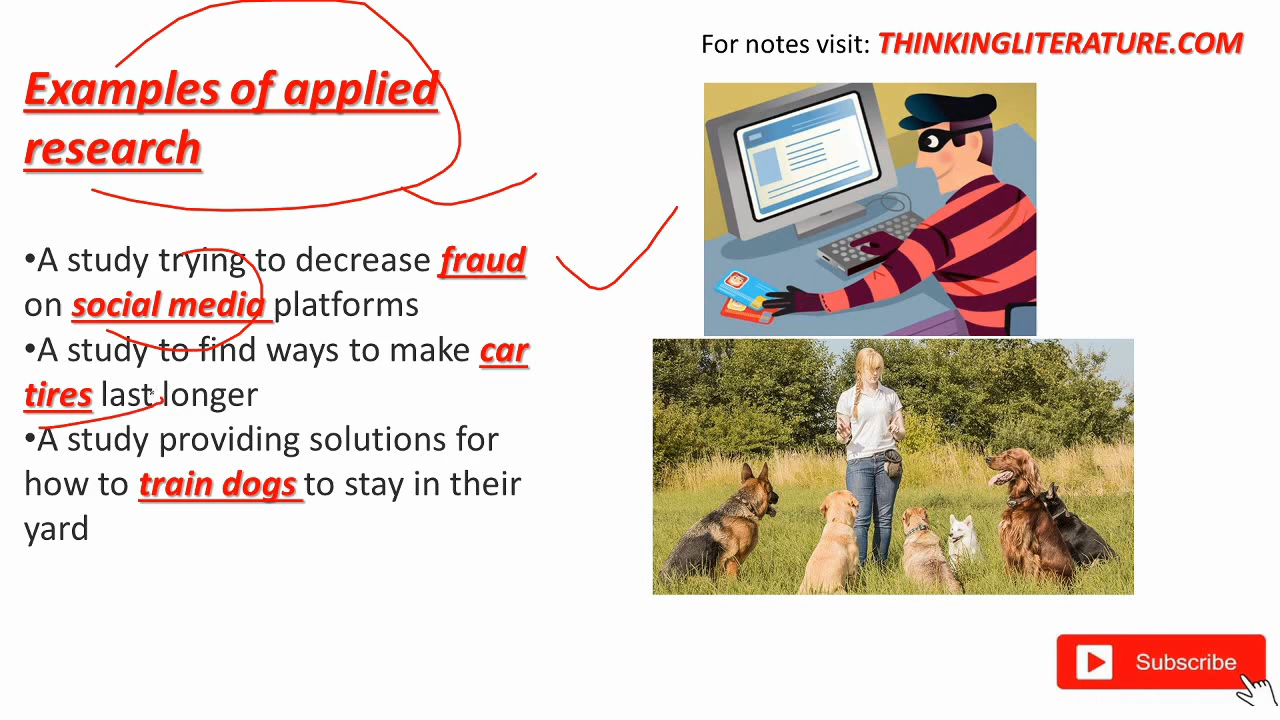 For notes visit: THINKINGLITERATURE.COM
Examples of applied
research
•A study trying to decrease fraud
on social media platforms
•A study to find ways to make car
tires last longer
•A study providing solutions for
how to train dogs to stay in their
yard
Subscribe